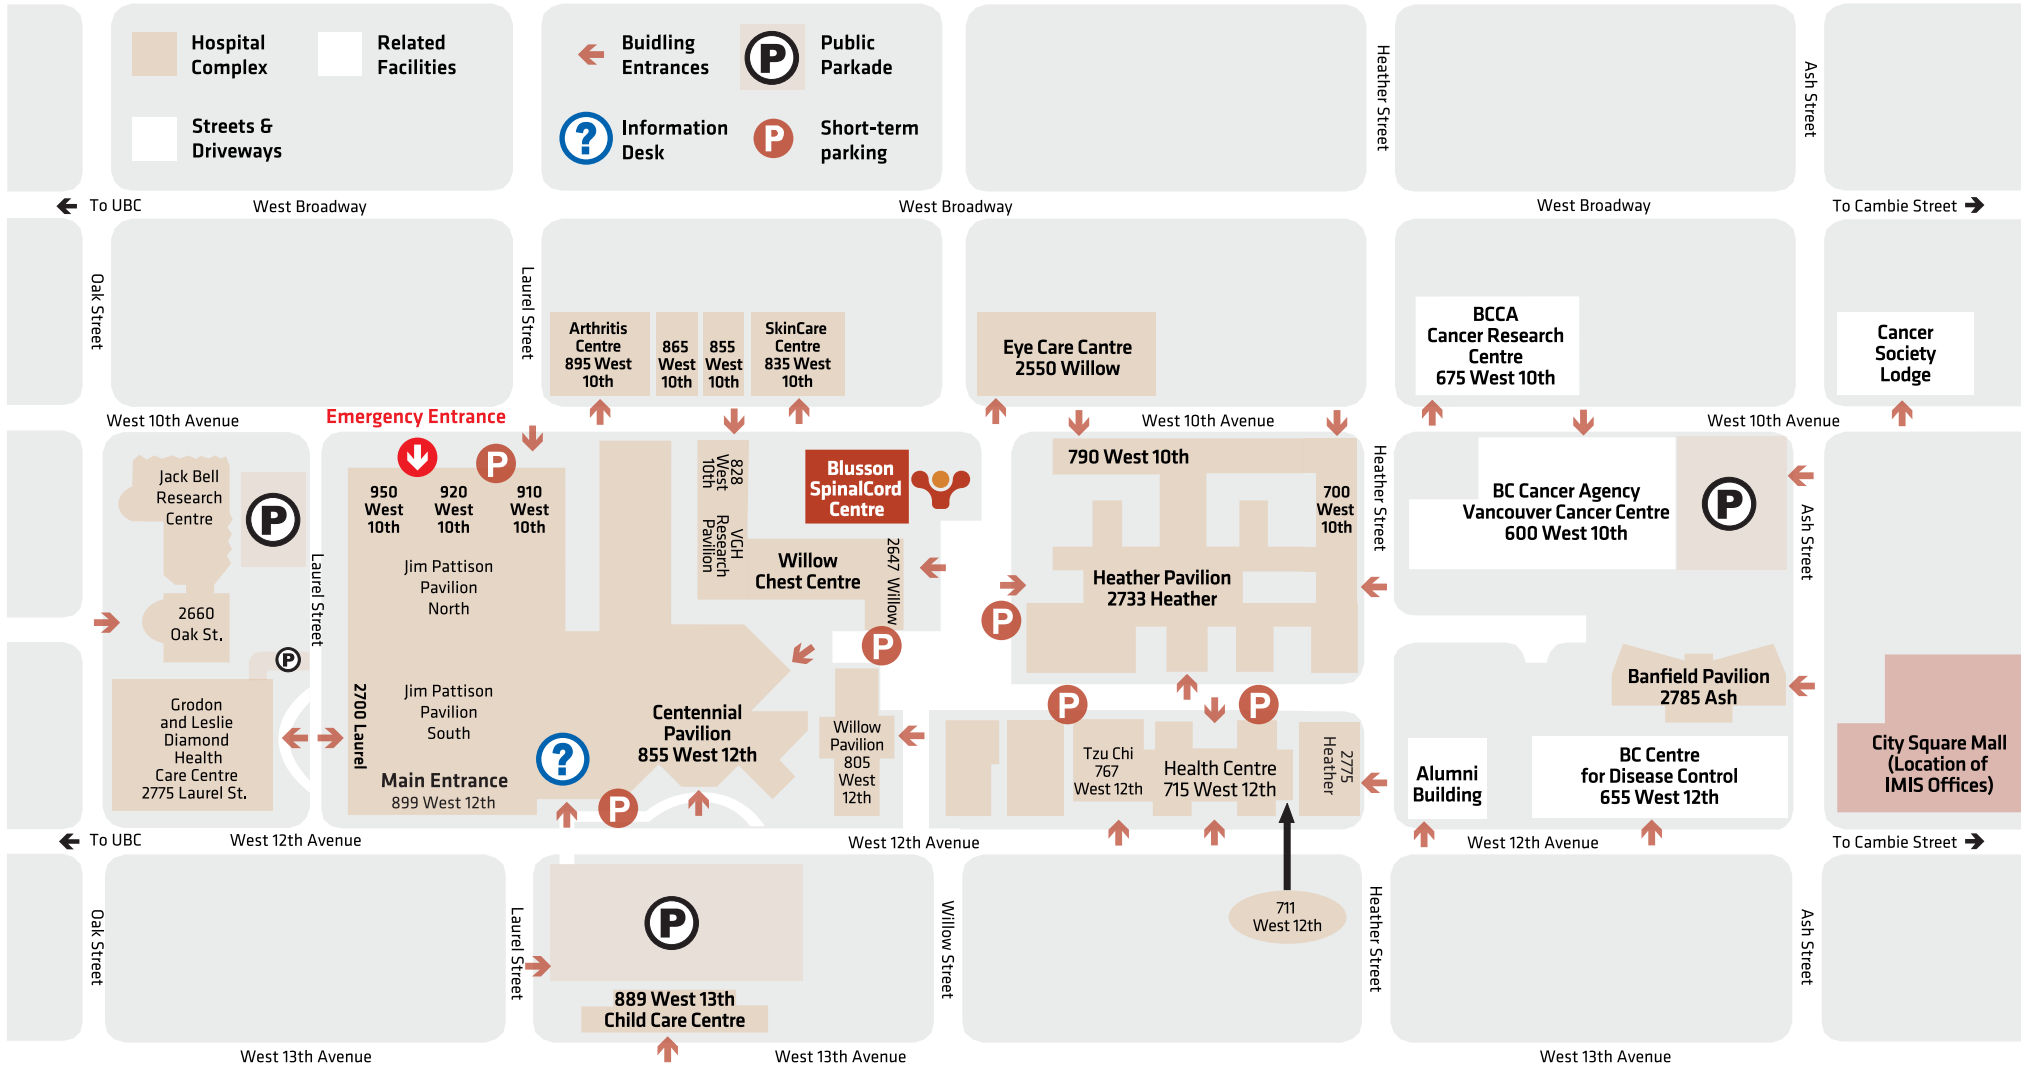 Hospital
Complex
Related
Facilities
Streets &
Driveways
Buidling
Entrances
P
Public
Parkade
?
Information
Desk
P
Short-term
parking
Heather Street
Ash Street
To UBC
West Broadway
West Broadway
West Broadway
To Cambie Street
Oak Street
Laurel Street
Arthritis
Centre
895 West
10th
865
West
10th
855
West
10th
SkinCare
Centre
835 West
10th
Eye Care Cantre
2550 Willow
BCCA
Cancer Research
Centre
675 West 10th
Cancer
Society
Lodge
West 10th Avenue
Emergency Entrance
West 10th Avenue
West 10th Avenue
Jack Bell
Research
Centre
P
P
950
West
10th
920
West
10th
910
West
10th
828
West
10th
VGH
Research
Pavilion
Blusson
SpinalCord
Centre
790 West 10th
700
West
10th
Heather Street
BC Cancer Agency
Vancouver Cancer Centre
600 West 10th
P
Ash Street
Laurel Street
Jim Pattison
Pavilion
North
Willow
Chest Centre
2647 Willow
Heather Pavilion
2733 Heather
2660
Oak St.
P
P
P
Grodon
and Leslie
Diamond
Health
Care Centre
2775 Laurel St.
2700 Laurel
Jim Pattison
Pavilion
South
Main Entrance
899 West 12th
?
P
Centennial
Pavilion
855 West 12th
Willow
Pavilion
805
West
12th
P
P
Tzu Chi
767
West 12th
Health Centre
715 West 12th
2775
Heather
Banfield Pavilion
2785 Ash
Alumni
Building
BC Centre
for Disease Control
655 West 12th
City Square Mall
(Location of
IMIS Offices)
To UBC
West 12th Avenue
West 12th Avenue
West 12th Avenue
To Cambie Street
Oak Street
Laurel Street
P
Willow Street
711
West 12th
Heather Street
Ash Street
889 West 13th
Child Care Centre
West 13th Avenue
West 13th Avenue
West 13th Avenue